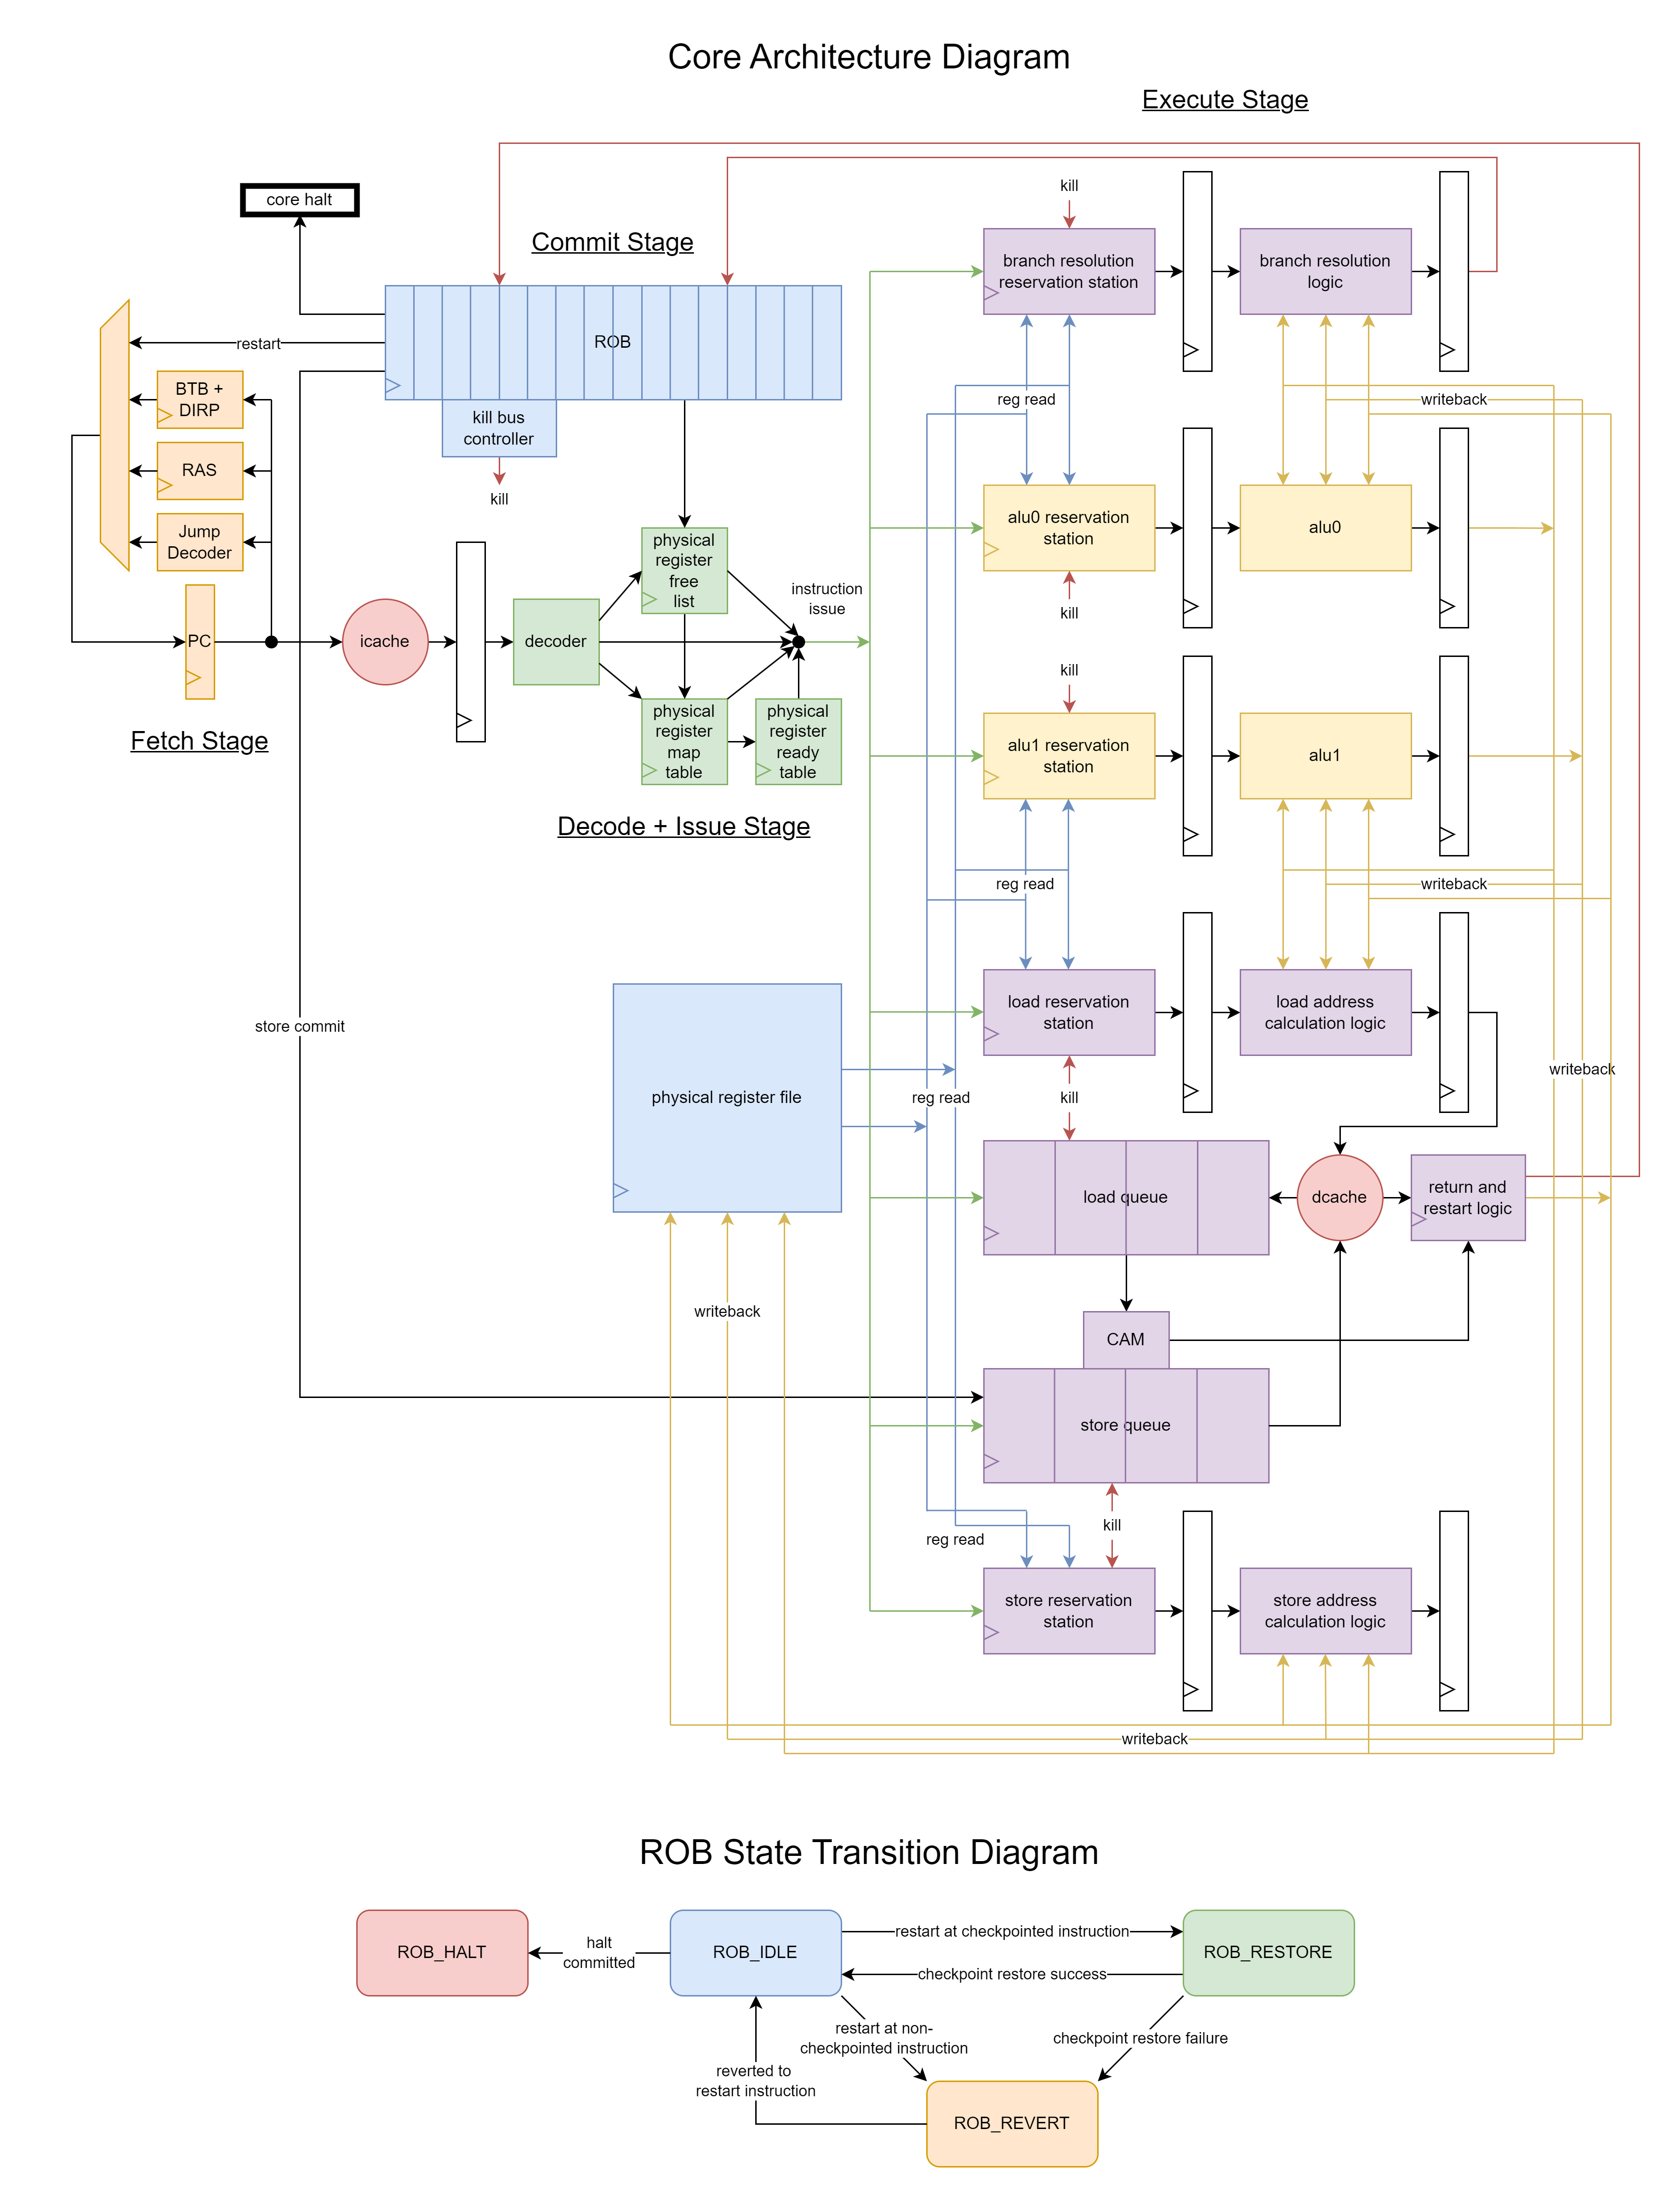 Core Architecture Diagram
Execute Stage
kill
core halt
Commit Stage
branch resolution
reservation station
branch resolution
logic
restart
ROB
BTB +
DIRP
kill bus
controller
reg read
writeback
RAS
kill
Jump
Decoder
physical
register
free
list
alu0 reservation
station
alu0
instruction
issue
kill
PC
icache
decoder
kill
Fetch Stage
physical
register
map
table
physical
register
ready
table
alu1 reservation
station
alu1
Decode + Issue Stage
reg read
writeback
store commit
load reservation
station
load address
calculation logic
writeback
physical register file
reg read
kill
load queue
dcache
return and
restart logic
writeback
CAM
store queue
kill
reg read
store reservation
station
store address
calculation logic
writeback
ROB State Transition Diagram
ROB_HALT
halt
committed
ROB_IDLE
restart at checkpointed instruction
checkpoint restore success
ROB_RESTORE
restart at non-
checkpointed instruction
checkpoint restore failure
reverted to
restart instruction
ROB_REVERT